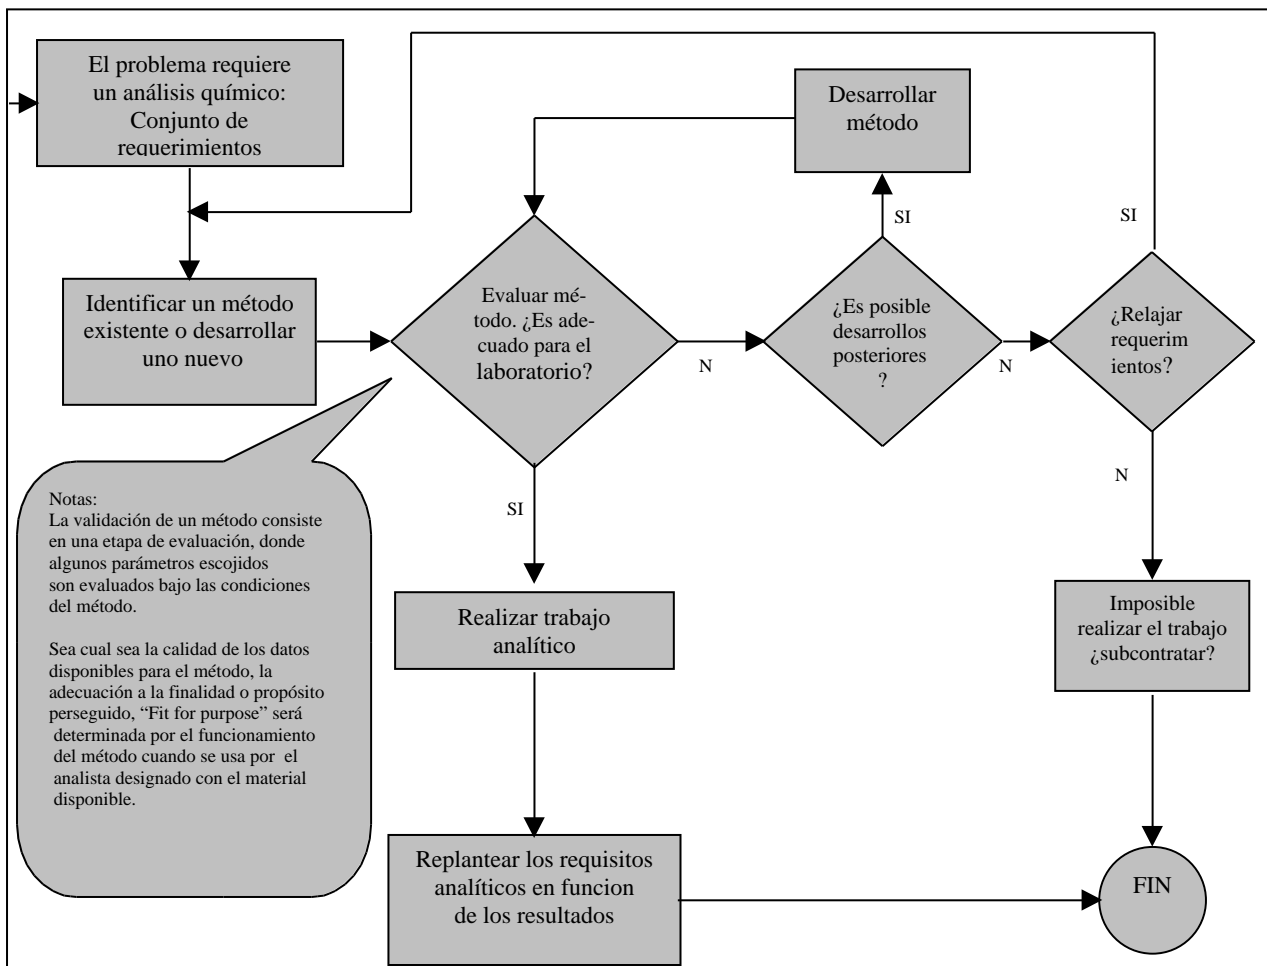 El problema requiere
un análisis químico:
Conjunto de
requerimientos
Desarrollar
método
SI
SI
Identificar un método
existente o desarrollar
uno nuevo
Evaluar mé-
todo. ¿Es ade-
cuado para el
laboratorio?
N
¿Es posible
desarrollos
posteriores
?
N
¿Relajar
requerim
ientos?
N
SI
Notas:
La validación de un método consiste
en una etapa de evaluación, donde
algunos parámetros escojidos
son evaluados bajo las condiciones
del método.
Sea cual sea la calidad de los datos
disponibles para el método, la
adecuación a la finalidad o propósito
perseguido, “Fit for purpose” será
determinada por el funcionamiento
del método cuando se usa por el
analista designado con el material
disponible.
Realizar trabajo
analítico
Imposible
realizar el trabajo
¿subcontratar?
Replantear los requisitos
analíticos en funcion
de los resultados
FIN